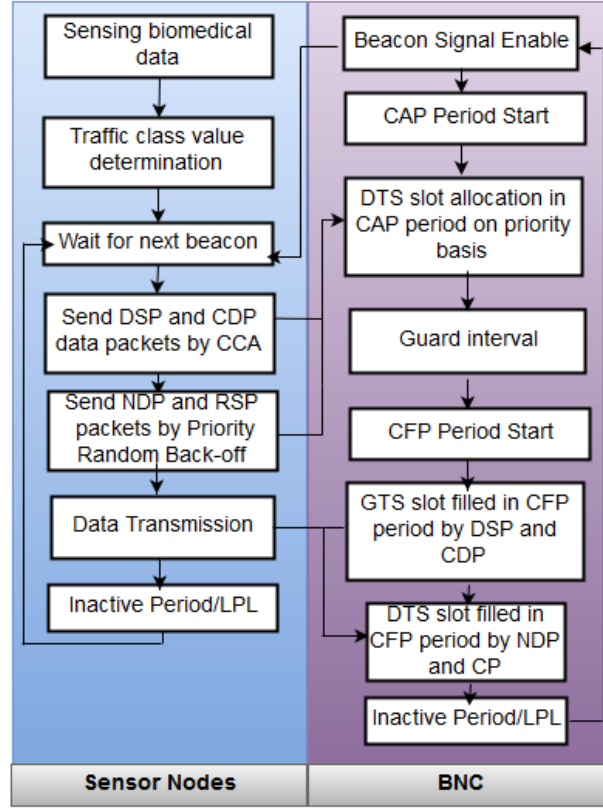 Sensing biomedical
data
Traffic class value
determination
Wait for next beacon
Send DSP and CDP
data packets by CCA
Send NDP and RSP
packets by Priority
Random Back-off
Data Transmission
Inactive Period/LPL
Beacon Signal Enable
CAP Period Start
DTS slot allocation in
CAP period on priority
basis
Guard interval
CFP Period Start
GTS slot filled in CFP
period by DSP and
CDP
DTS slot filled in
CFP period by NDP
and CP
Inactive Period/LPL
Sensor Nodes
BNC